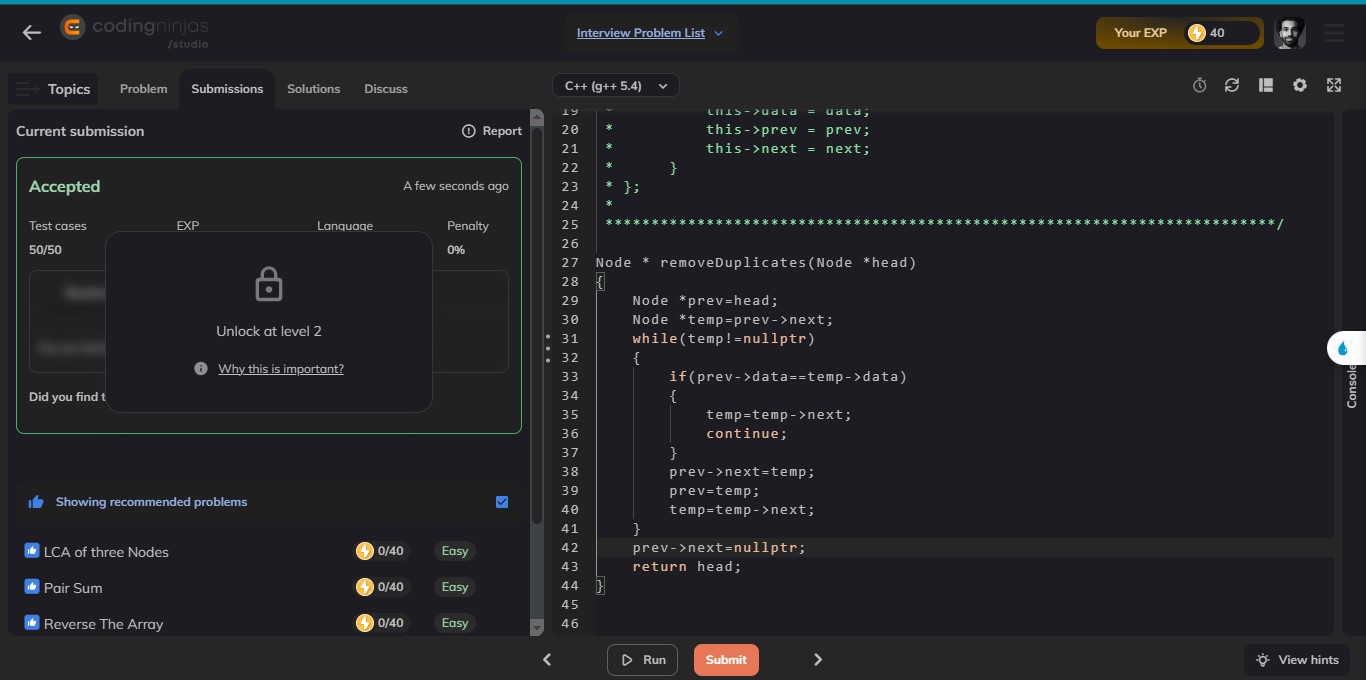 codingninjas
/studio
Interview Problem List
Your EXP 40
Topics
Problem
Submissions
Solutions
Discuss
Current submission
Report
Accepted
A few seconds ago
Test cases
EXP
Language
Penalty
50/50
0%
Unlock at level 2
Why this is important?
Did you find t
Showing recommended problems
LCA of three Nodes 0/40 Easy
Pair Sum 0/40 Easy
Reverse The Array 0/40 Easy
C++ (g++ 5.4)
19 * this->data = data;
20 * this->prev = prev;
21 * this->next = next;
22 * }
23 * };
24 *
25 *************************************************************************/
26
27 Node * removeDuplicates(Node *head)
28 {
29 Node *prev=head;
30 Node *temp=prev->next;
31 while(temp!=nullptr)
32 {
33 if(prev->data==temp->data)
34 {
35 temp=temp->next;
36 continue;
37 }
38 prev->next=temp;
39 prev=temp;
40 temp=temp->next;
41 }
42 prev->next=nullptr;
43 return head;
44 }
45
46
Console
Run
Submit
View hints